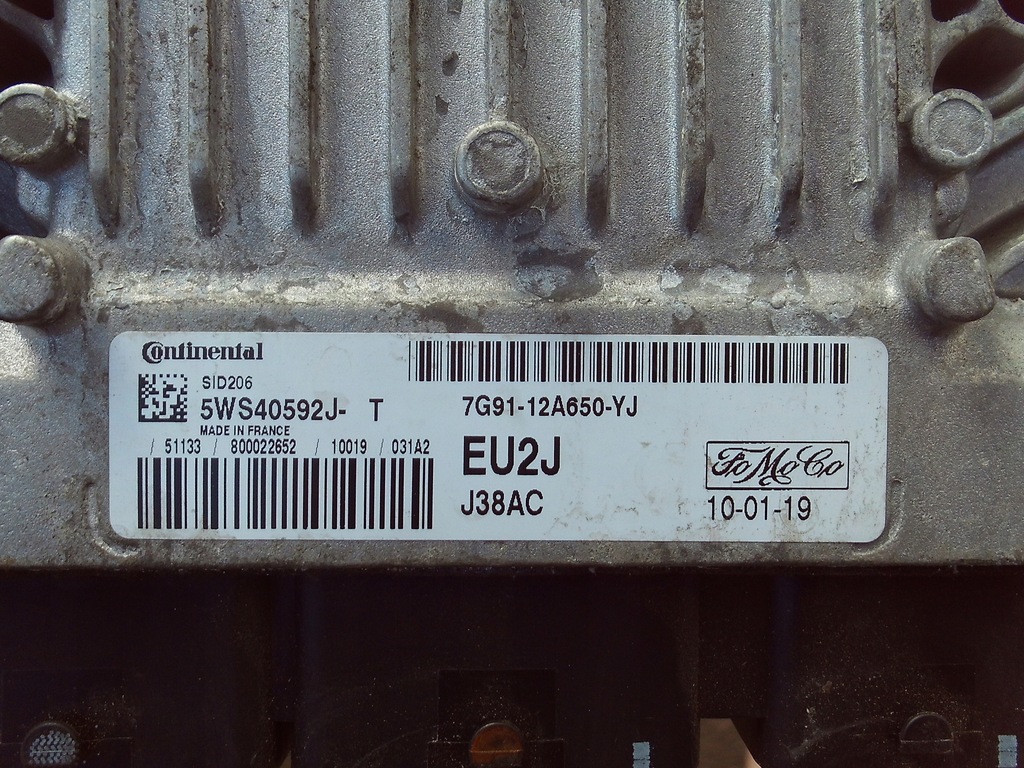 Continental
SID206
5WS40592J- T
MADE IN FRANCE
/ 51133 / 800022652 / 10019 / 031A2
7G91-12A650-YJ
EU2J
J38AC
FoMoCo
10-01-19